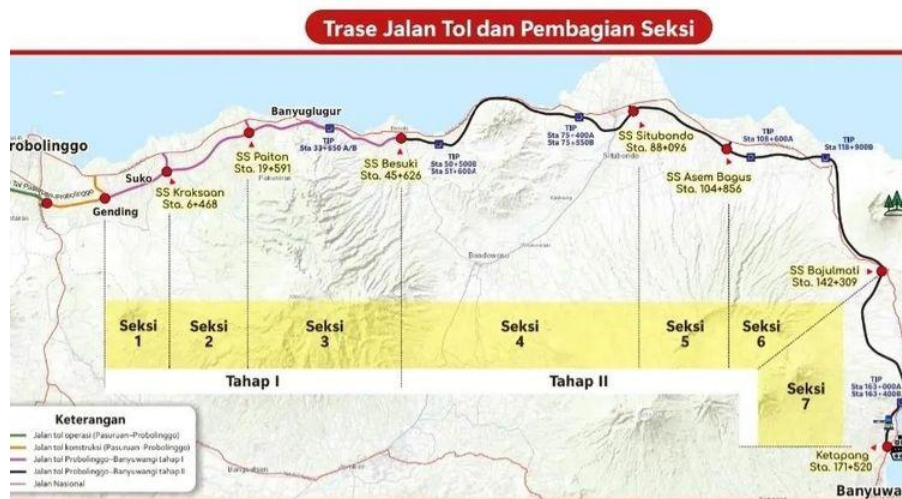 Trase Jalan Tol dan Pembagian Seksi
Banyuglugur
TIP
Sta 33+650 A/B
TIP
Sta 75+400A
Sta 75+550B
SS Situbondo
Sta. 88+096
TIP
Sta 108+600A
TIP
Sta 118+900B
robolinggo
SS Paiton
Sta. 19+591
SS Besuki
Sta. 45+626
TIP
Sta 50+500B
Sta 51+600A
Situbondo
SS Asem Bagus
Sta. 104+856
Suko
SS Kraksaan
Sta. 6+468
Gending
Bondowoso
SS Bajulmati
Sta. 142+309
Seksi
1
Seksi
2
Seksi
3
Seksi
4
Seksi
5
Seksi
6
Seksi
7
Tahap I
Tahap II
TIP
Sta 163+000A
Sta 163+400B
Keterangan
Jalan tol operasi (Pasuruan-Probolinggo)
Jalan tol konstruksi (Pasuruan-Probolinggo)
Jalan tol Probolinggo-Banyuwangi tahap I
Jalan tol Probolinggo-Banyuwangi tahap II
Jalan Nasional
Ketapang
Sta. 171+520
Banyuwa